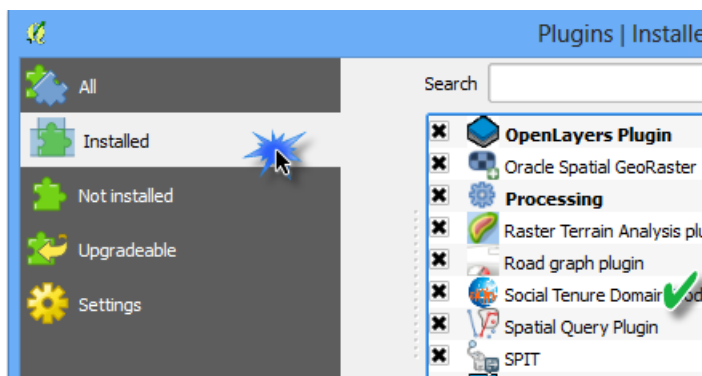 Plugins | Installe
All
Installed
Not installed
Upgradeable
Settings
Search
OpenLayers Plugin
Oracle Spatial GeoRaster
Processing
Raster Terrain Analysis plu
Road graph plugin
Social Tenure Domain
Spatial Query Plugin
SPIT